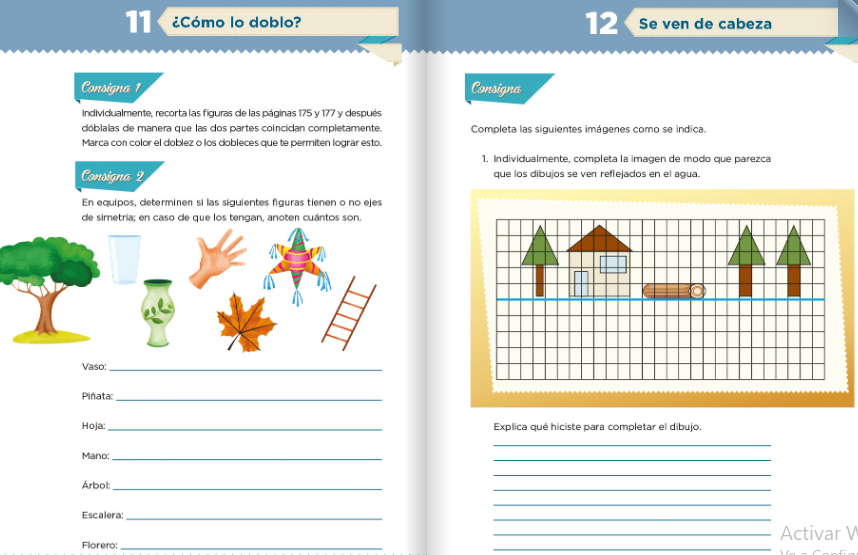 11 ¿Cómo lo doblo?
Consigna 1
Individualmente, recorta las figuras de las páginas 175 y 177 y después
dóblalas de manera que las dos partes coincidan completamente.
Marca con color el doblez o los dobleces que te permiten lograr esto.
Consigna 2
En equipos, determinen si las siguientes figuras tienen o no ejes
de simetría; en caso de que los tengan, anoten cuántos son.
Vaso:
Piñata:
Hoja:
Mano:
Árbol:
Escalera:
Florero:
12 Se ven de cabeza
Consigna
Completa las siguientes imágenes como se indica.
1. Individualmente, completa la imagen de modo que parezca
que los dibujos se ven reflejados en el agua.
Explica qué hiciste para completar el dibujo.
Activar